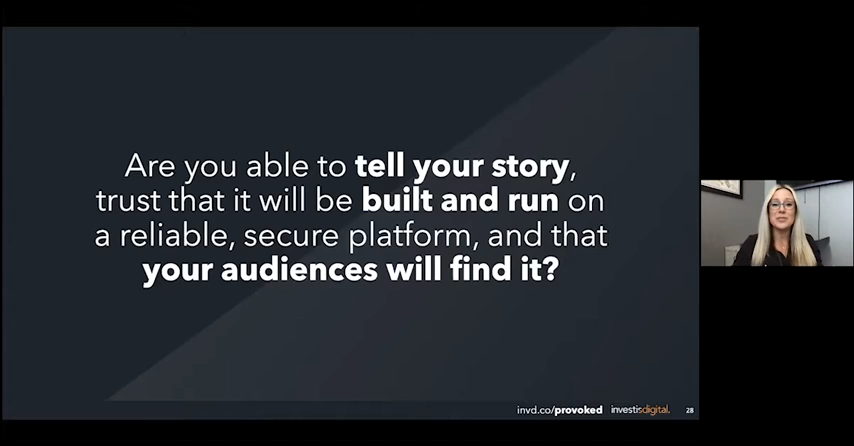 Are you able to tell your story,
trust that it will be built and run on
a reliable, secure platform, and that
your audiences will find it?
invd.co/provoked investisdigital. 28